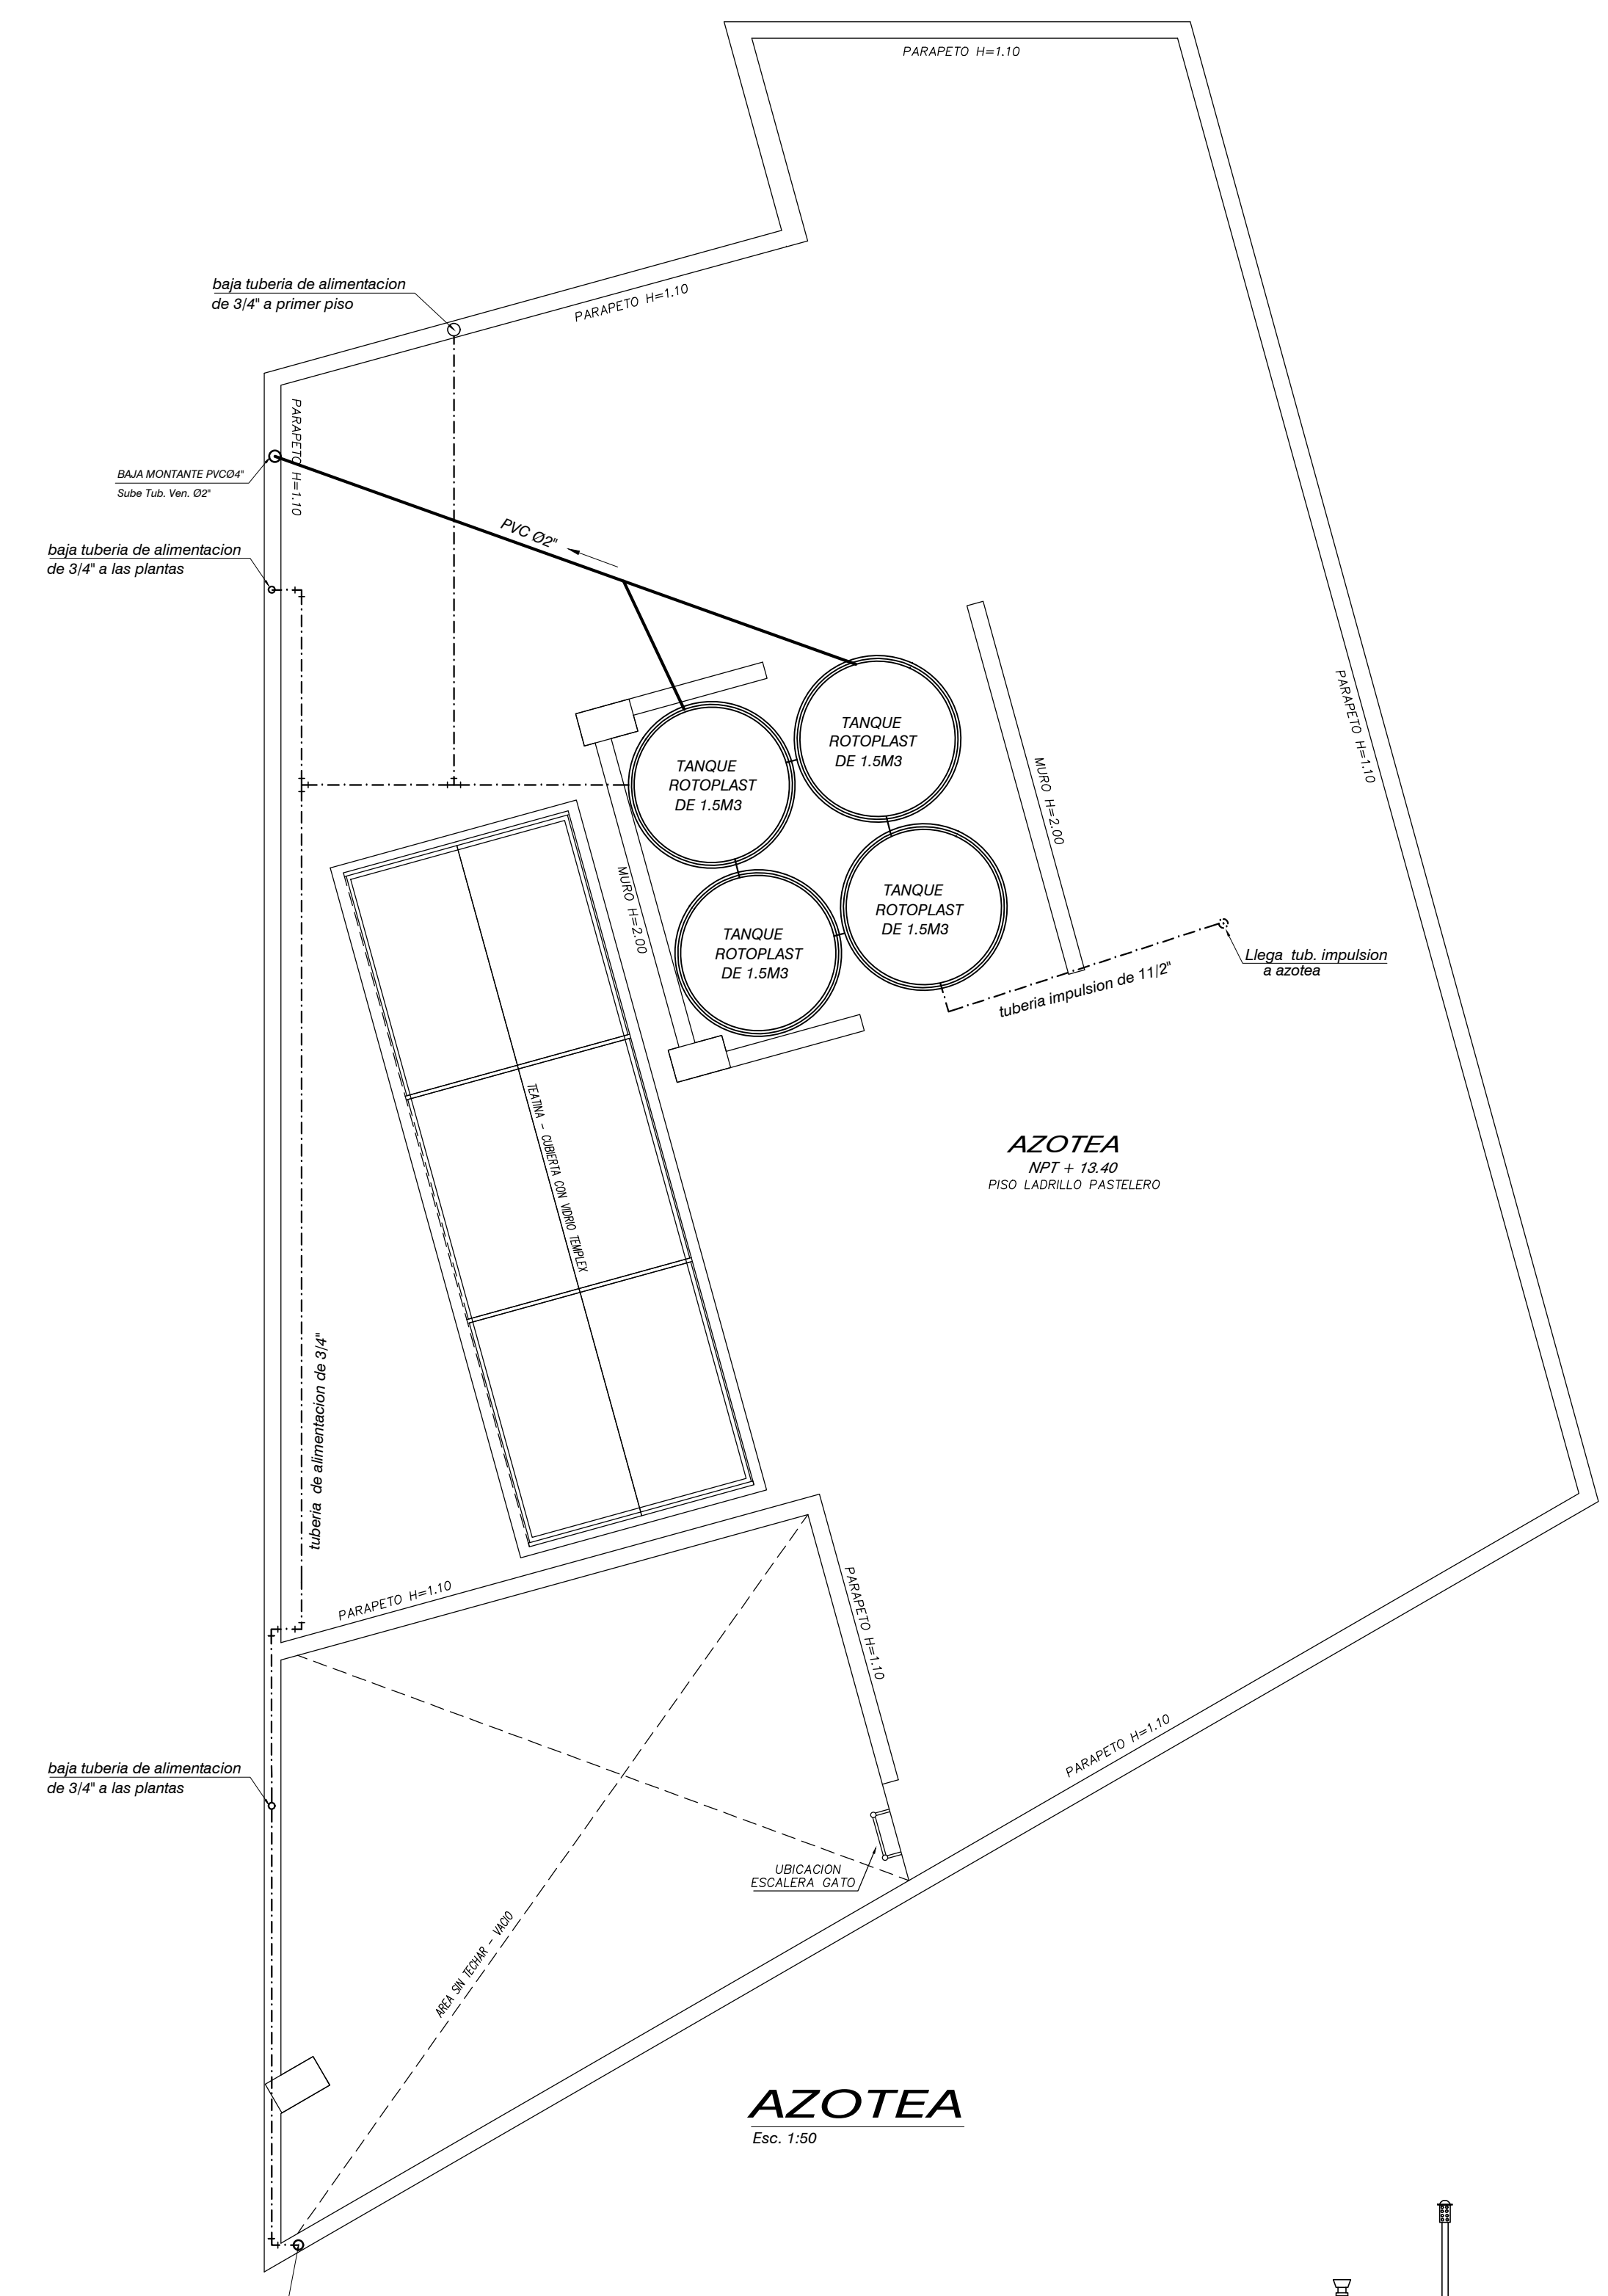 PARAPETO H=1.10
baja tuberia de alimentacion
de 3/4" a primer piso
PARAPETO H=1.10
PARAPETO H=1.10
BAJA MONTANTE PVCØ4"
Sube Tub. Ven. Ø2"
PVC Ø2"
baja tuberia de alimentacion
de 3/4" a las plantas
PARAPETO H=1.10
TANQUE
ROTOPLAST
DE 1.5M3
TANQUE
ROTOPLAST
DE 1.5M3
MURO H=2.00
MURO H=2.00
TANQUE
ROTOPLAST
DE 1.5M3
TANQUE
ROTOPLAST
DE 1.5M3
Llega tub. impulsion
a azotea
tuberia impulsion de 11/2"
AZOTEA
NPT + 13.40
PISO LADRILLO PASTELERO
TEATINA - CUBIERTA CON VIDRIO TEMPLEX
tuberia de alimentacion de 3/4"
PARAPETO H=1.10
PARAPETO H=1.10
PARAPETO H=1.10
baja tuberia de alimentacion
de 3/4" a las plantas
UBICACION
ESCALERA GATO
AREA SIN TECHAR - VACIO
AZOTEA
Esc. 1:50